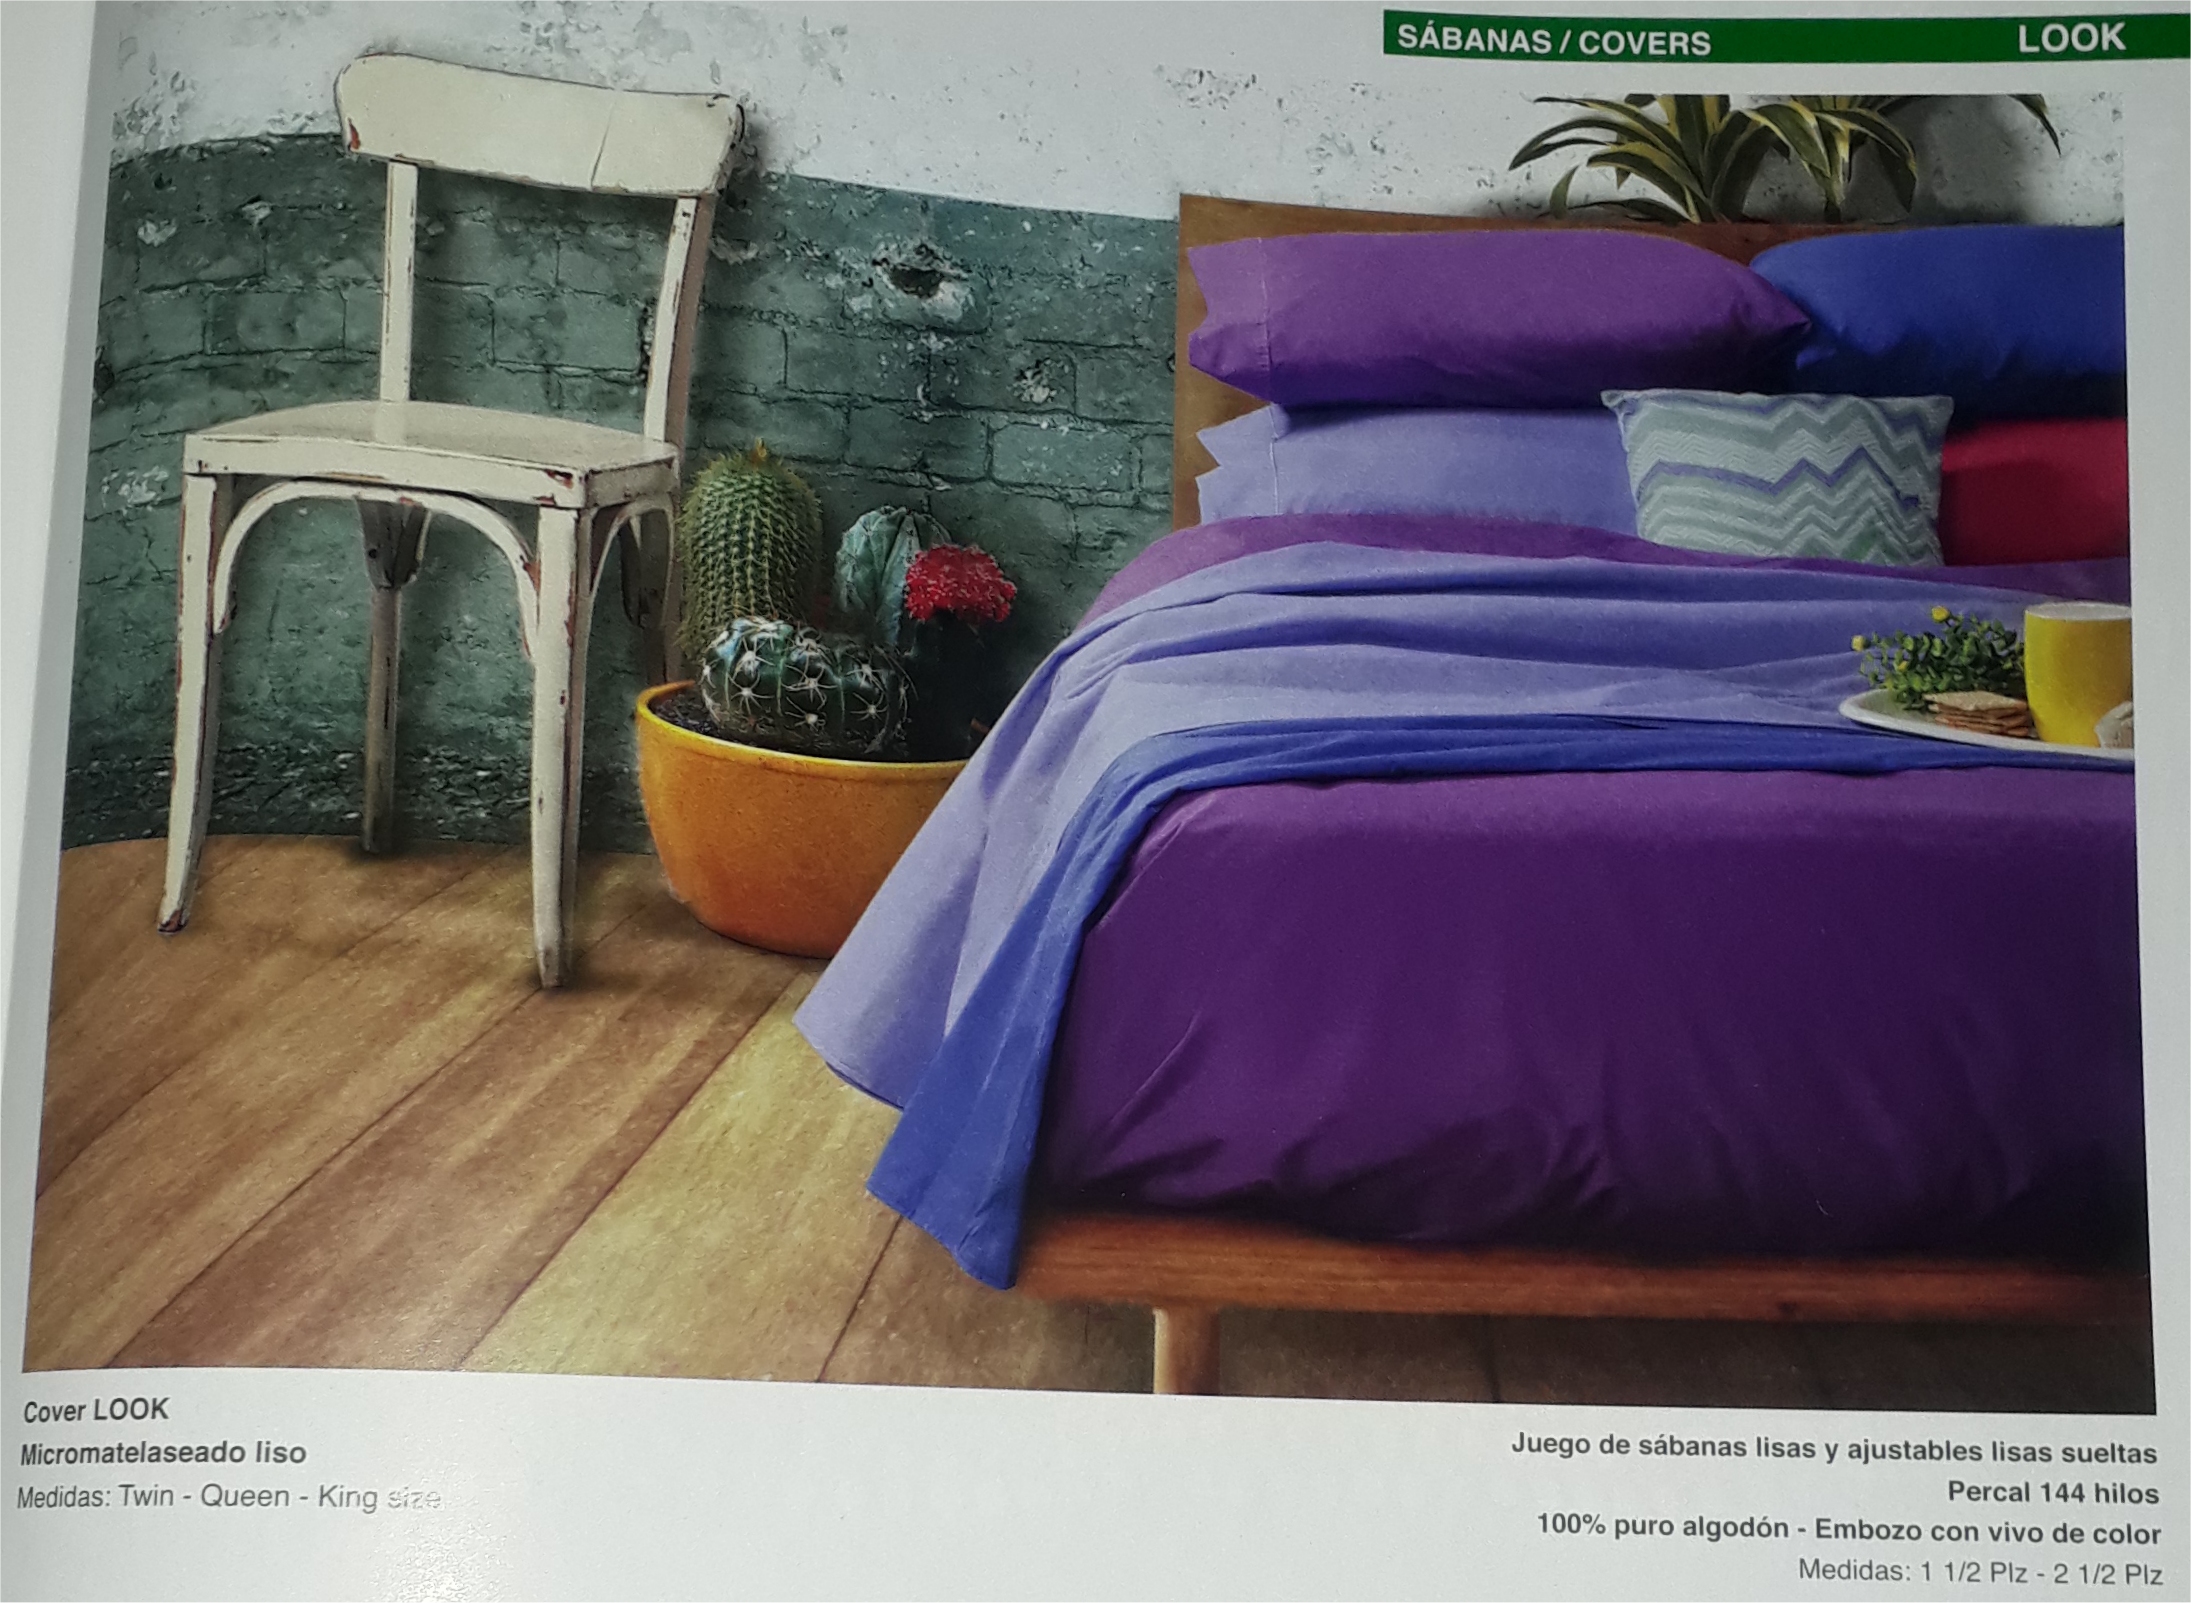 SÁBANAS / COVERS LOOK
Cover LOOK
Micromatelaseado liso
Medidas: Twin - Queen - King size
Juego de sábanas lisas y ajustables lisas sueltas
Percal 144 hilos
100% puro algodón - Embozo con vivo de color
Medidas: 1 1/2 Plz - 2 1/2 Plz